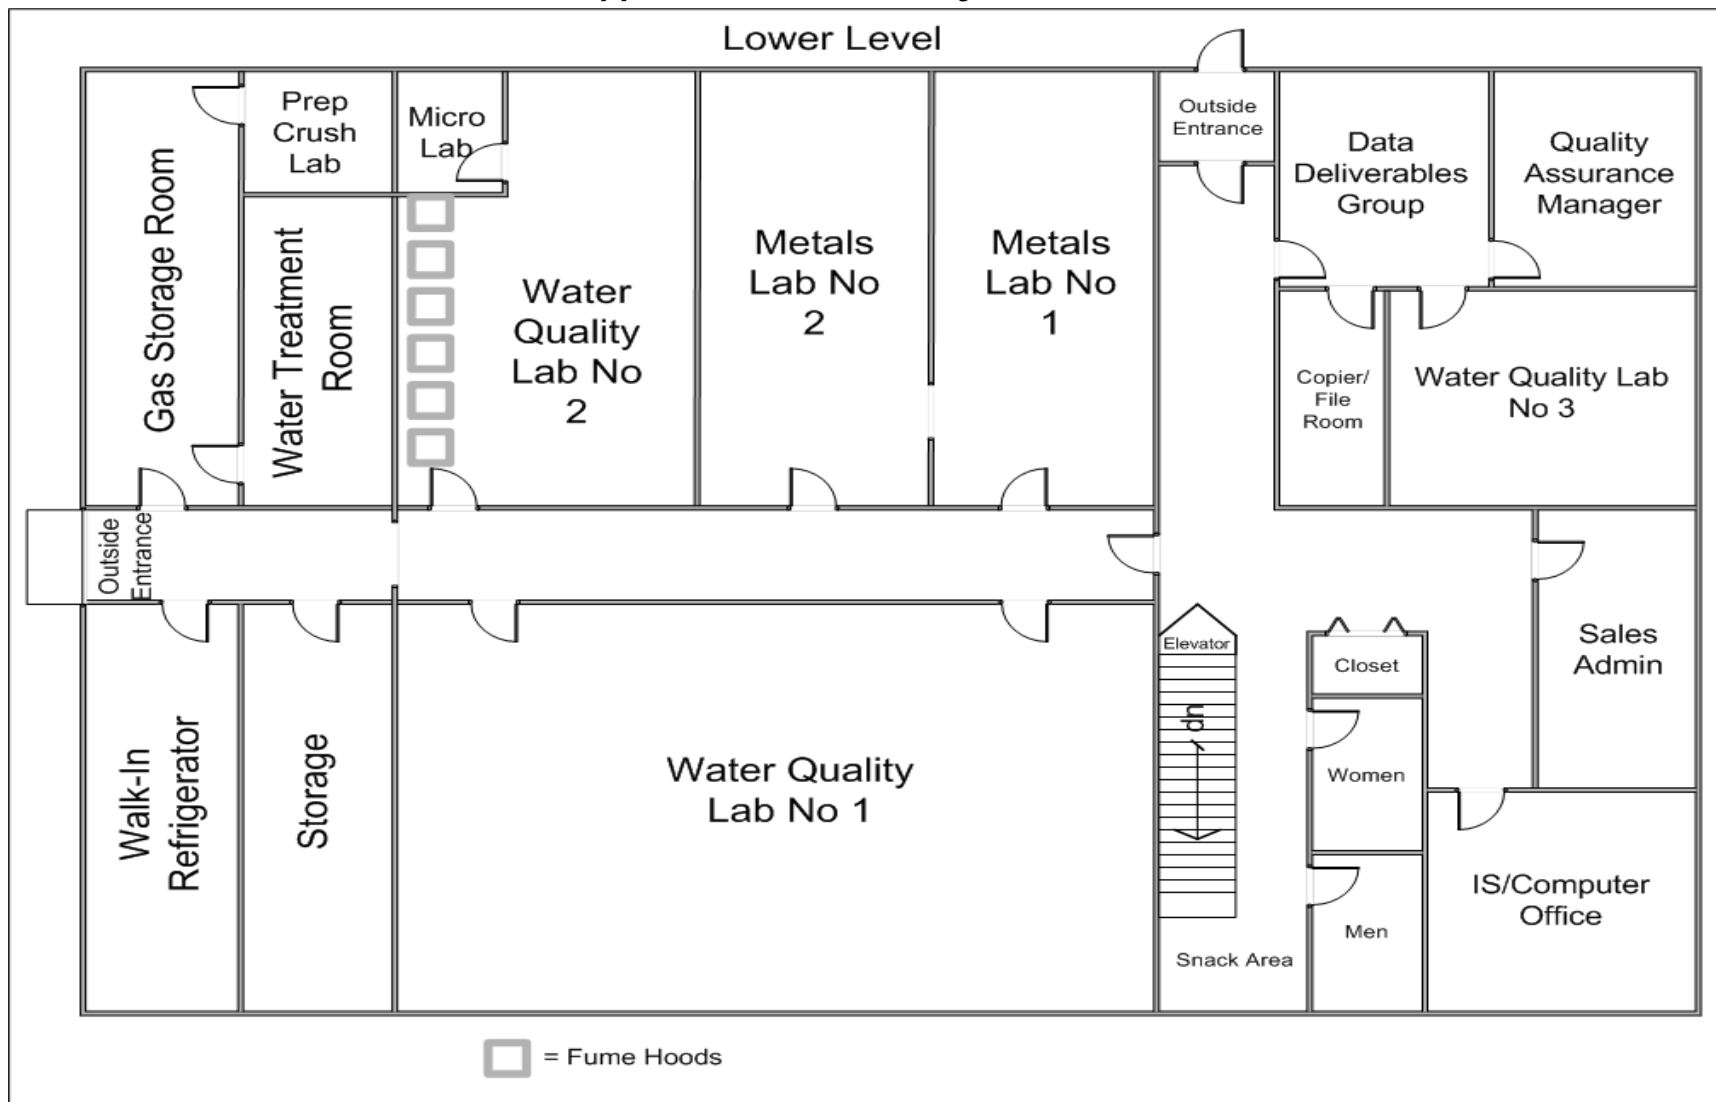 Lower Level
Gas Storage Room
Prep
Crush
Lab
Micro
Lab
Water Treatment
Room
Water
Quality
Lab No
2
Metals
Lab No
2
Metals
Lab No
1
Outside
Entrance
Data
Deliverables
Group
Quality
Assurance
Manager
Copier/
File
Room
Water Quality Lab
No 3
Outside
Entrance
Walk-In
Refrigerator
Storage
Water Quality
Lab No 1
Elevator
dn
Snack Area
Closet
Women
Men
Sales
Admin
IS/Computer
Office
= Fume Hoods